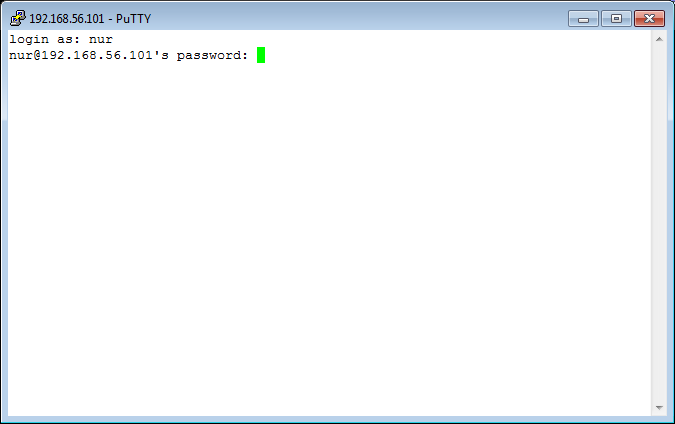 192.168.56.101 - PuTTY
login as: nur
nur@192.168.56.101's password: